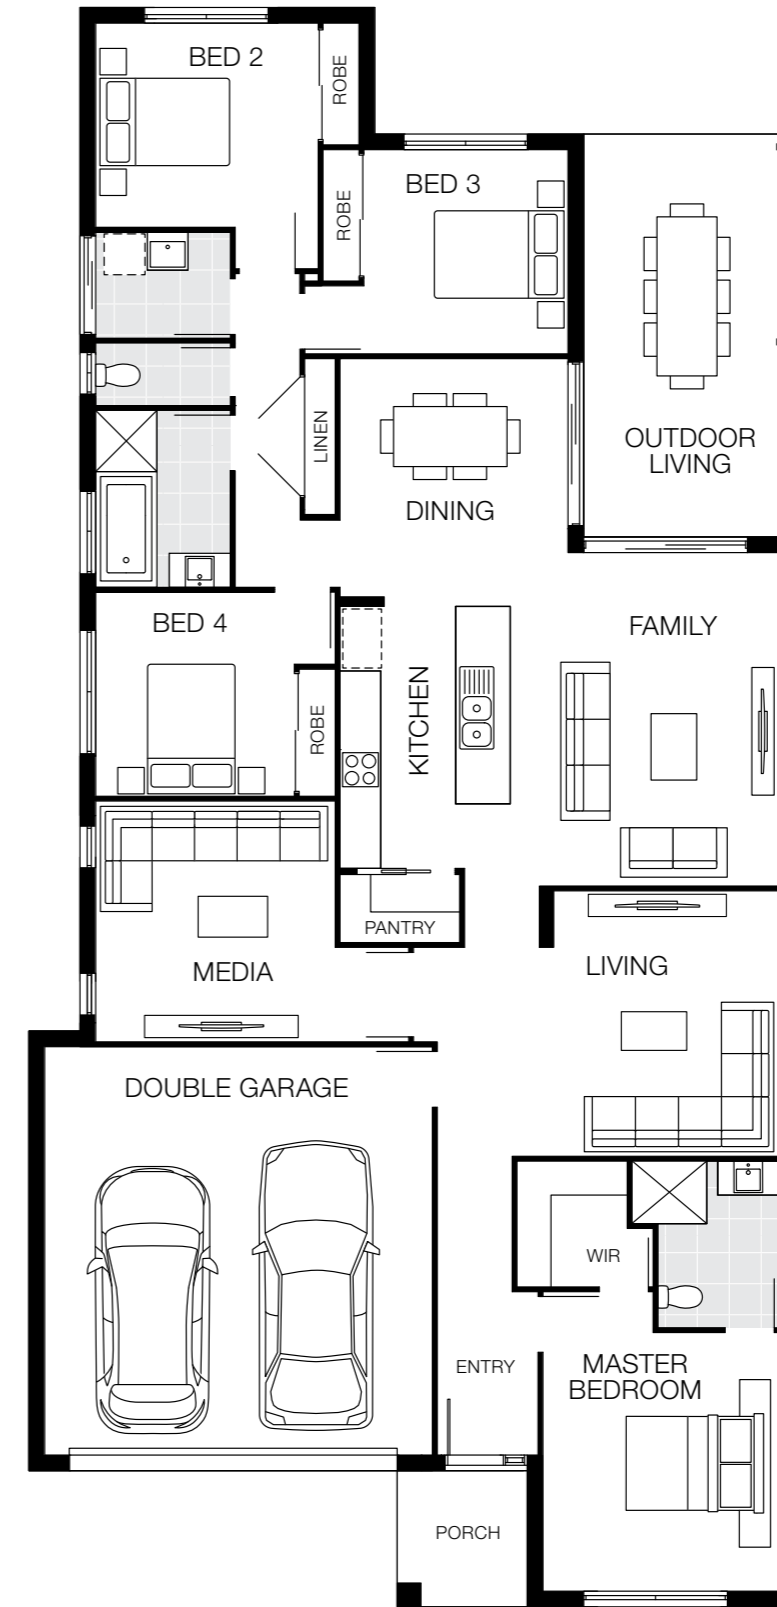 BED 2
ROBE
BED 3
ROBE
OUTDOOR
LIVING
LINEN
DINING
BED 4
FAMILY
KITCHEN
ROBE
PANTRY
MEDIA
LIVING
DOUBLE GARAGE
WIR
ENTRY
MASTER
BEDROOM
PORCH